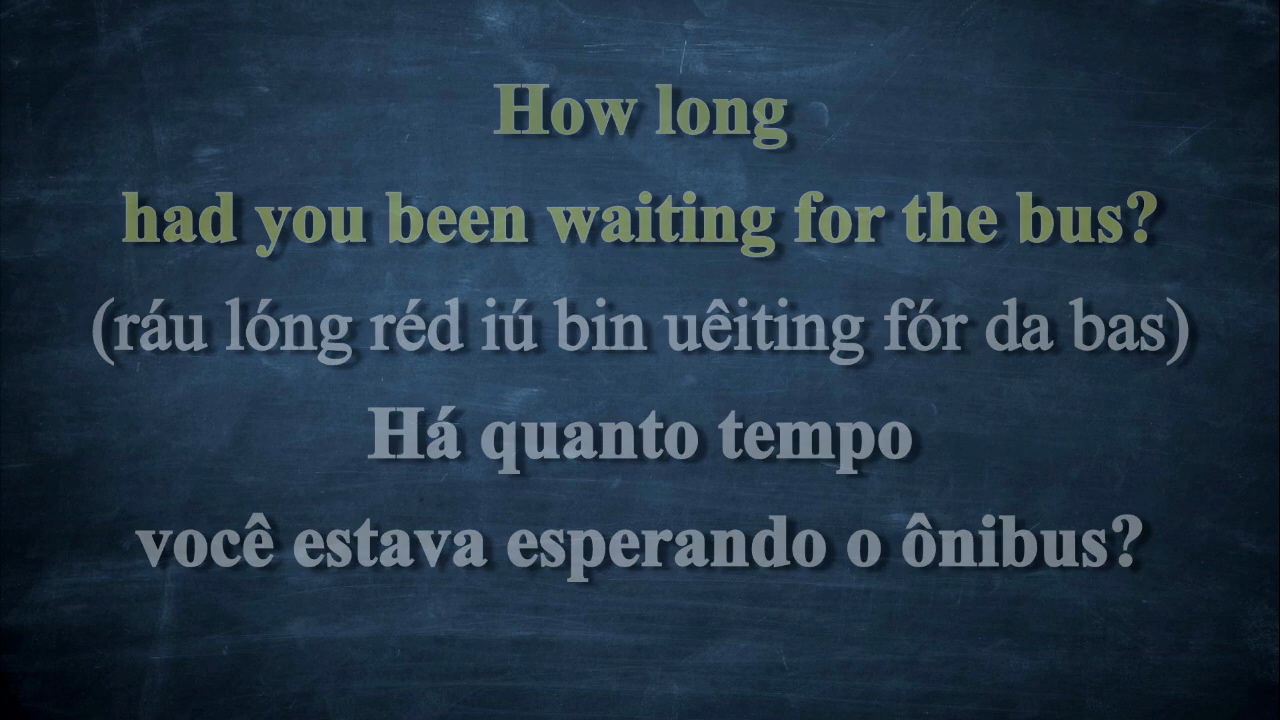 How long
had you been waiting for the bus?
(ráu lóng réd iú bin uêiting fór da bas)
Há quanto tempo
você estava esperando o ônibus?